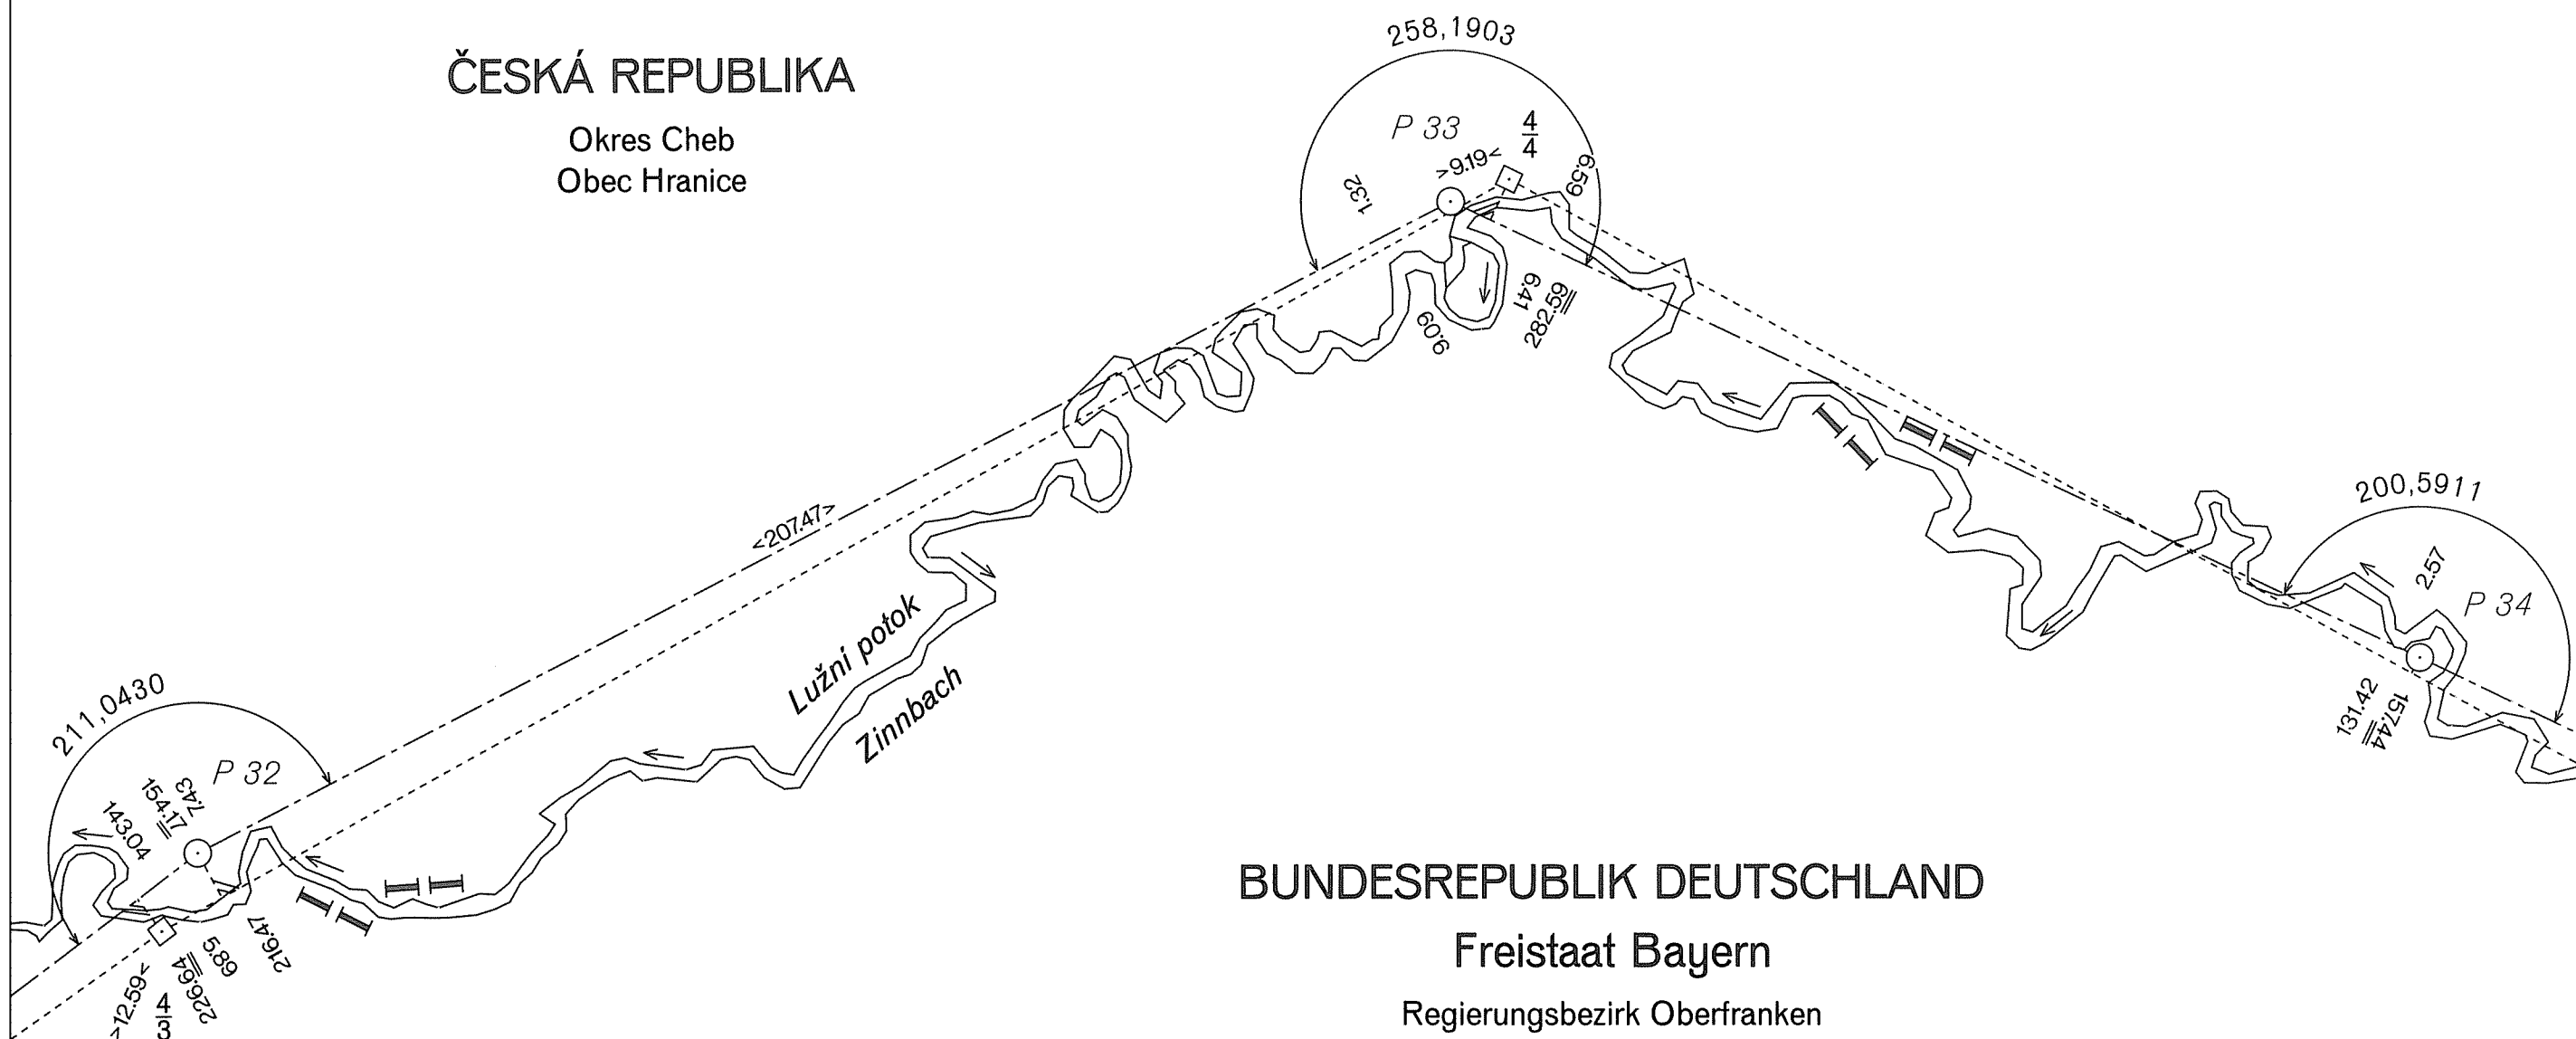 ČESKÁ REPUBLIKA
Okres Cheb
Obec Hranice
258,1903
P 33
4
4
>9.19<
1.32
6.59
6.41
282.59
9.09
<207.47>
200,5911
2.57
P 34
131.42
157.44
Lužní potok
Zinnbach
211,0430
P 32
7.43
154.17
143.04
216.47
68.5
226.64
>12.59<
4
3
BUNDESREPUBLIK DEUTSCHLAND
Freistaat Bayern
Regierungsbezirk Oberfranken